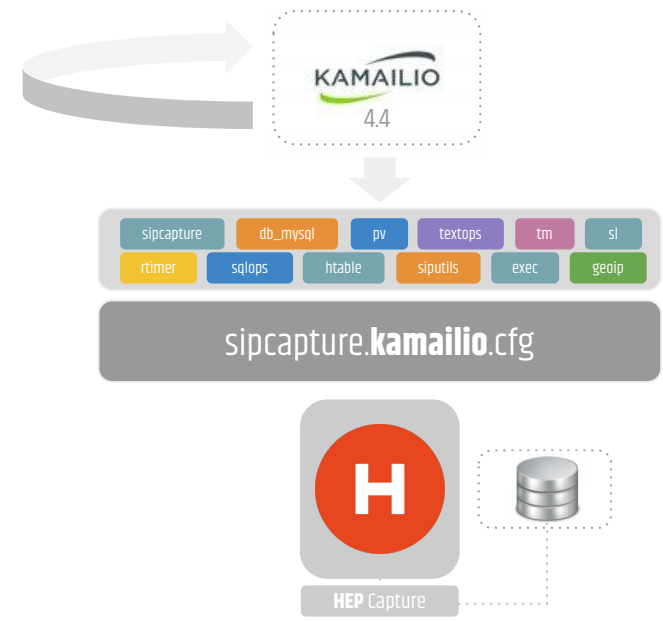 KAMAILIO
4.4
sipcapture db_mysql pv textops tm sl
rtimer sqlops htable siputils exec geoip
sipcapture.kamailio.cfg
H
HEP Capture